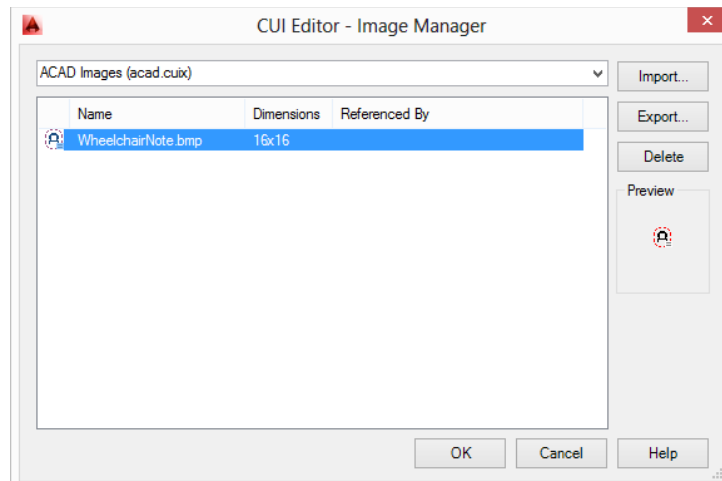 CUI Editor - Image Manager
ACAD Images (acad.cuix)
Import...
Name Dimensions Referenced By
Export...
WheelchairNote.bmp 16x16
Delete
Preview
OK Cancel Help